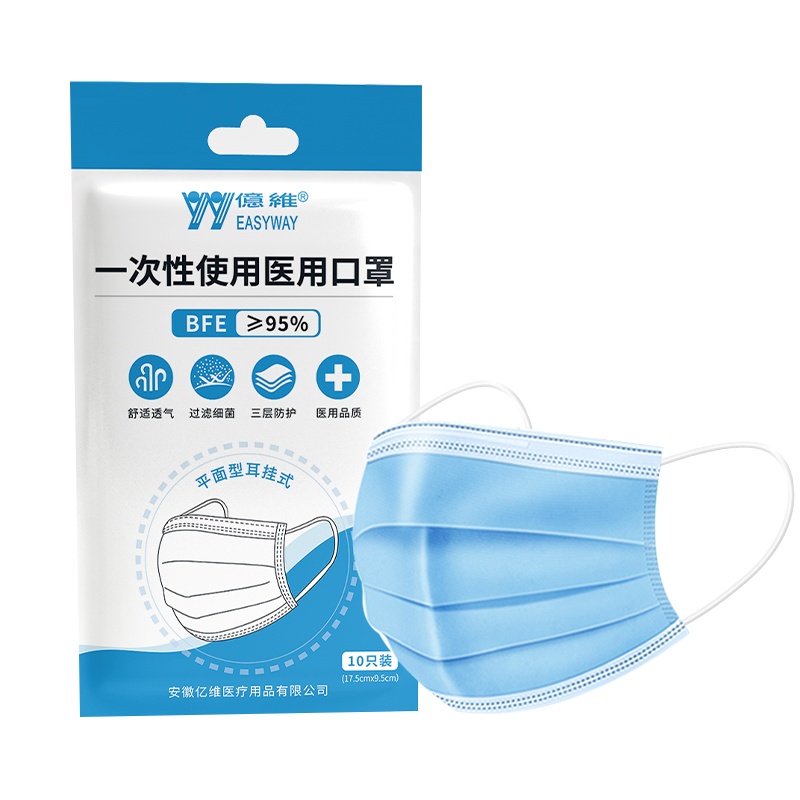 億維®
EASYWAY
一次性使用医用口罩
BFE ≥95%
舒适透气 过滤细菌 三层防护 医用品质
平面型耳挂式
10只装
(17.5cmx9.5cm)
安徽亿维医疗用品有限公司